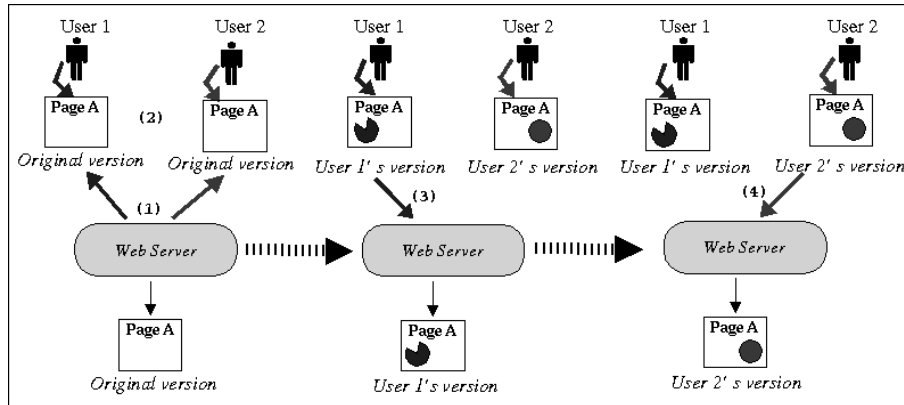 User 1
User 2
User 1
User 2
User 1
User 2
Page A
(2)
Page A
Page A
Page A
Page A
Page A
Original version
Original version
User 1' s version
User 2' s version
User 1' s version
User 2' s version
(1)
(3)
(4)
Web Server
Web Server
Web Server
Page A
Page A
Page A
Original version
User 1's version
User 2' s version